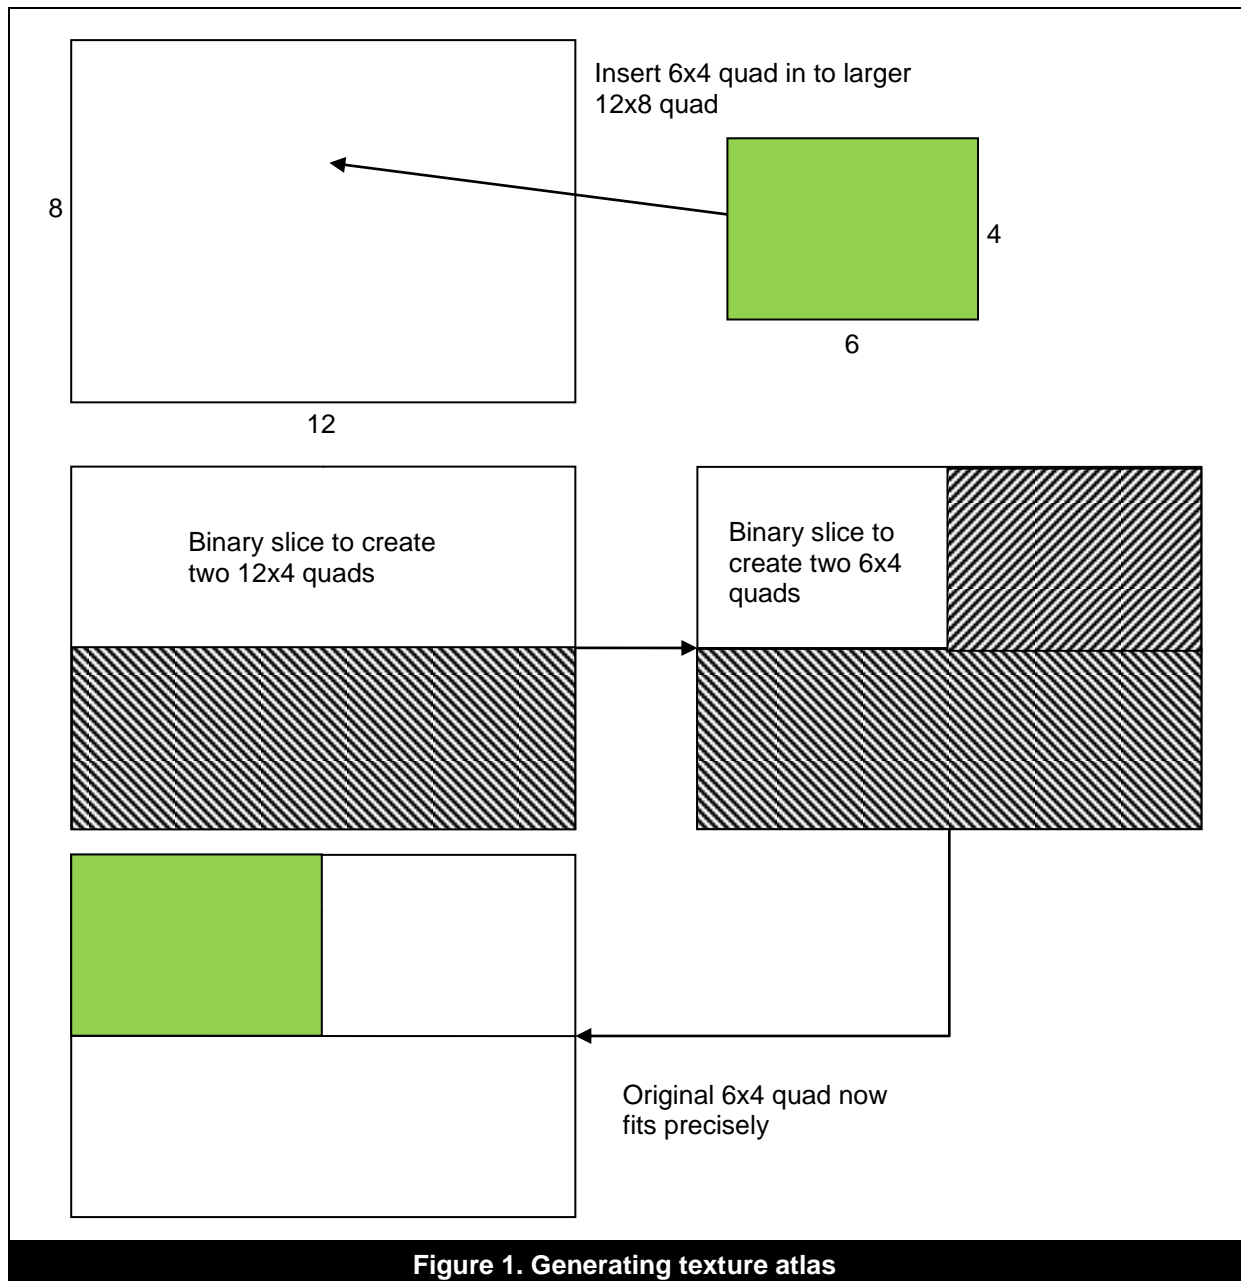 Insert 6x4 quad in to larger
12x8 quad
8
4
6
12
Binary slice to create
two 12x4 quads
Binary slice to
create two 6x4
quads
Original 6x4 quad now
fits precisely
Figure 1. Generating texture atlas